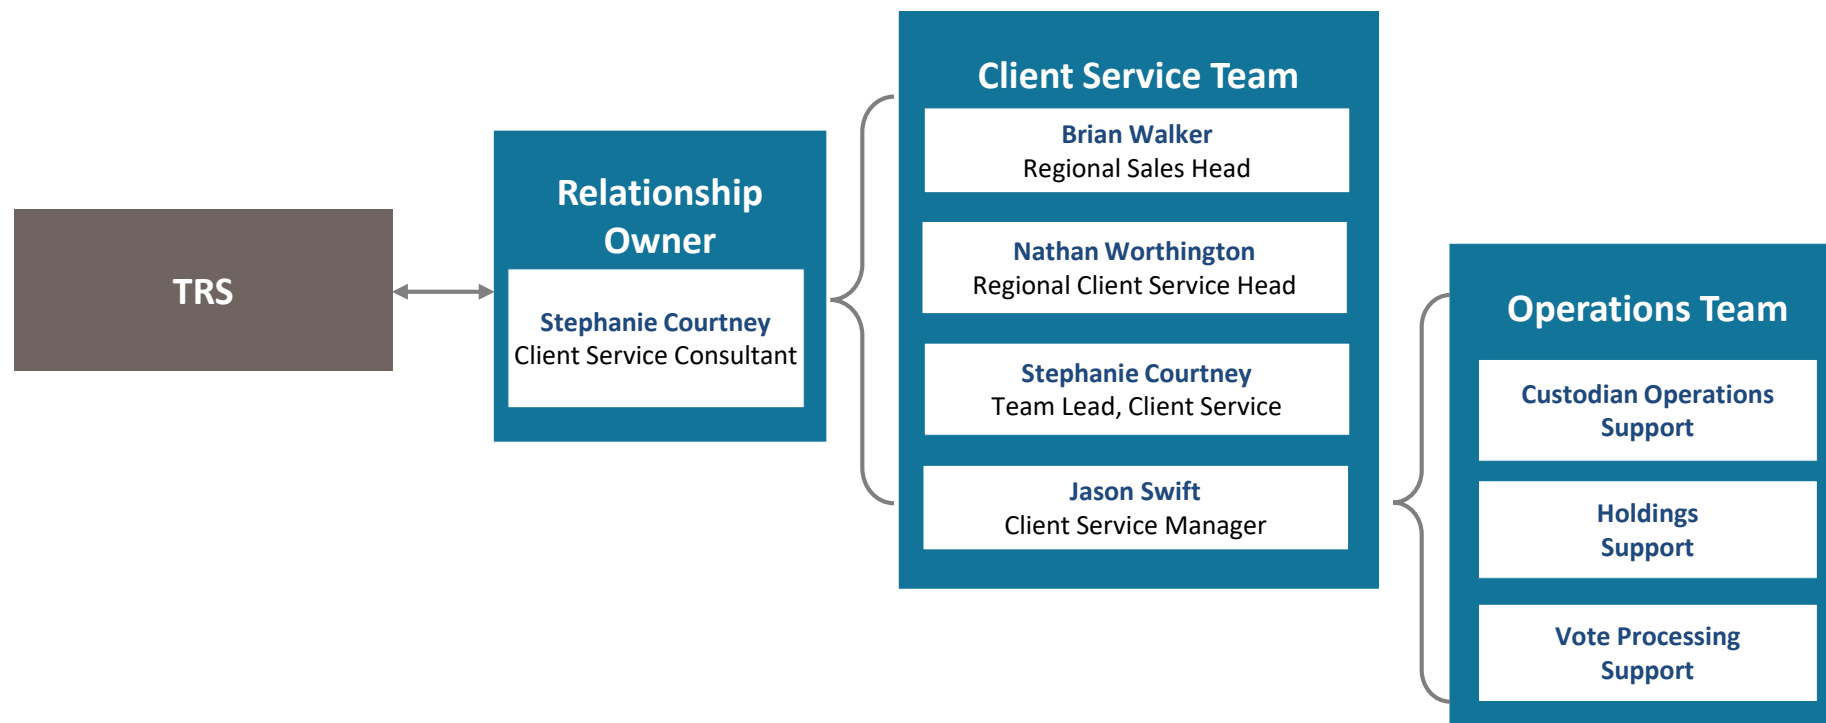 TRS
Relationship
Owner
Stephanie Courtney
Client Service Consultant
Client Service Team
Brian Walker
Regional Sales Head
Nathan Worthington
Regional Client Service Head
Stephanie Courtney
Team Lead, Client Service
Jason Swift
Client Service Manager
Operations Team
Custodian Operations
Support
Holdings
Support
Vote Processing
Support